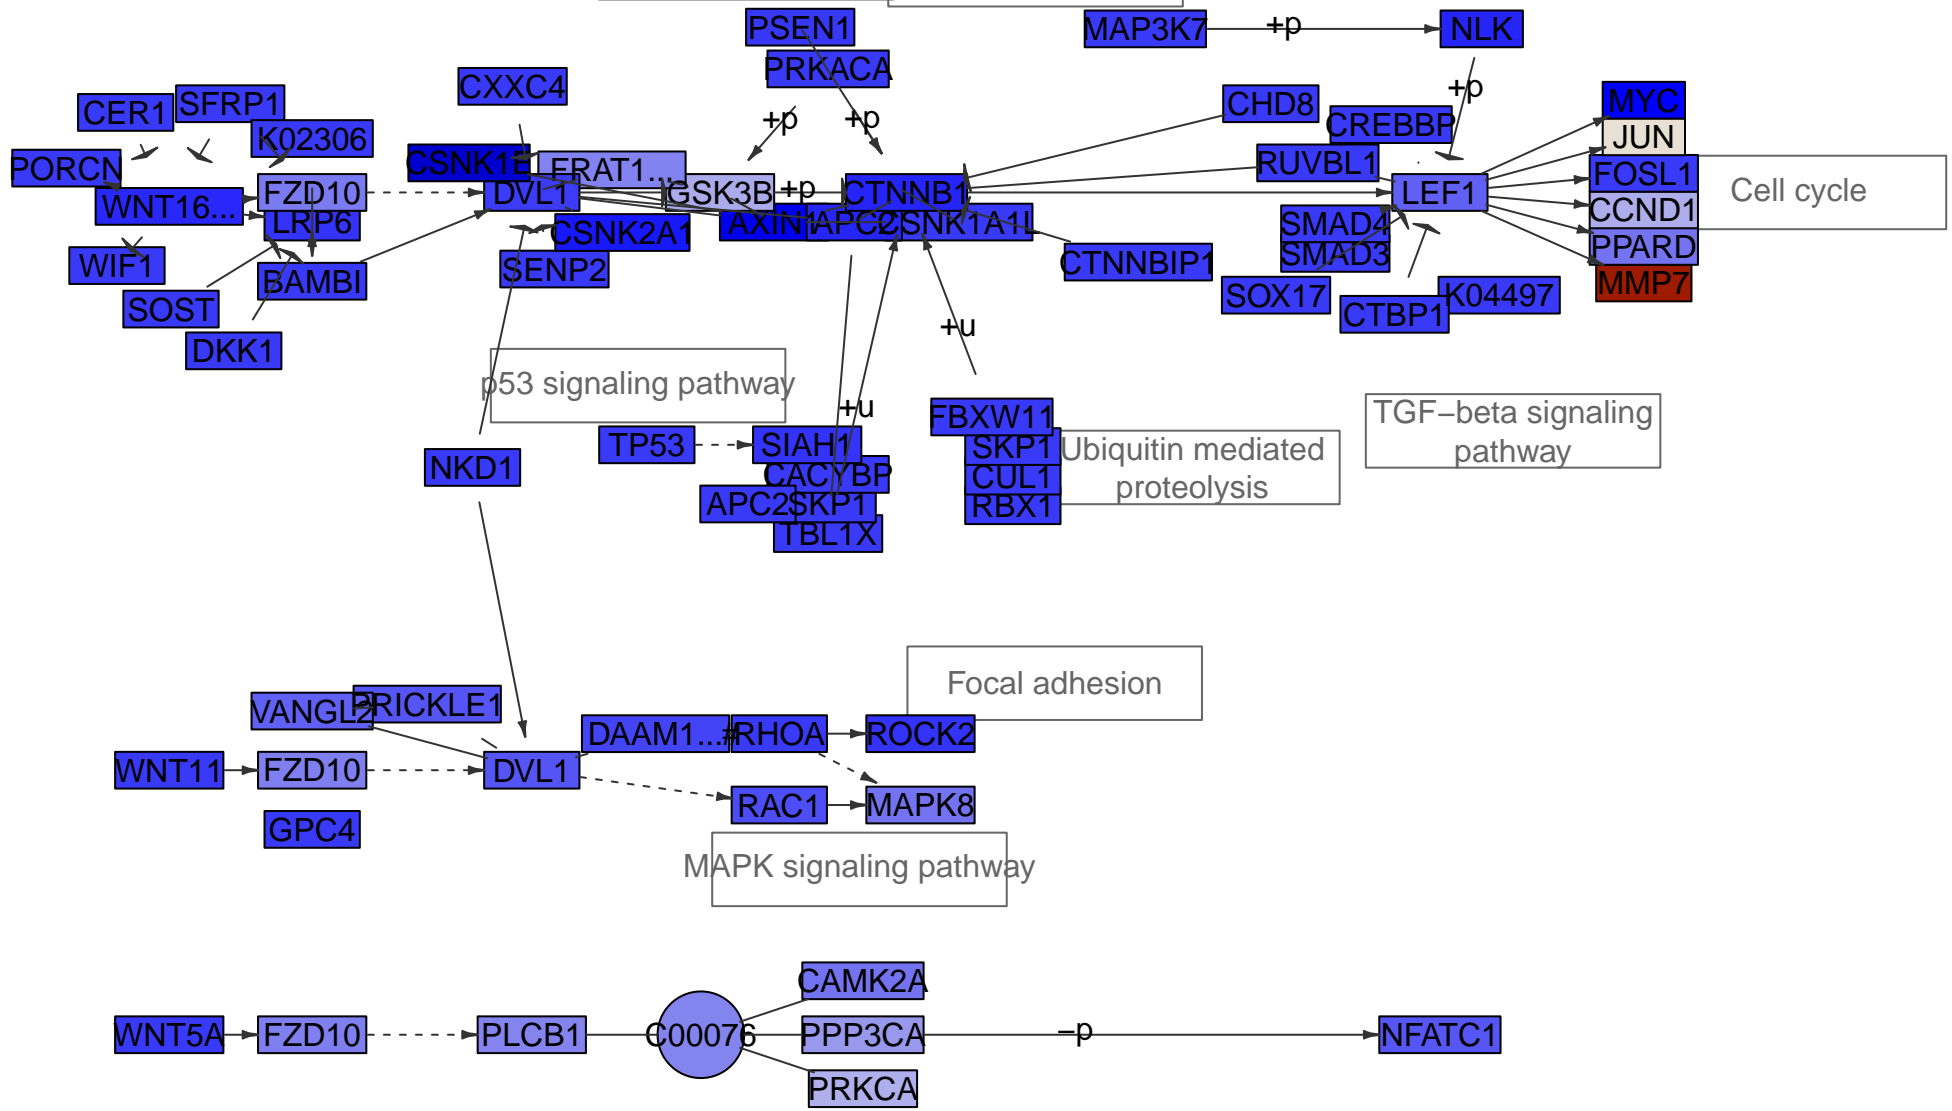 PSEN1
MAP3K7
+p
NLK
PRKACA
CXXC4
CER1
SFRP1
K02306
CHD8
CREBBP
+p
MYC
+p
+p
JUN
PORCN
CSNK1E
FRAT1...
RUVBL1
FOSL1
Cell cycle
WNT16...
FZD10
DVL1
GSK3B
+p
CTNNB1
LEF1
CCND1
LRP6
CSNK2A1
AXIN1
APC2
CSNK1A1L
SMAD4
PPARD
WIF1
BAMBI
SENP2
CTNNBIP1
SMAD3
MMP7
SOST
SOX17
K04497
CTBP1
DKK1
+u
p53 signaling pathway
+u
FBXW11
TGF−beta signaling
pathway
TP53
SIAH1
SKP1
Ubiquitin mediated
proteolysis
NKD1
CACYBP
CUL1
APC2
SKP1
RBX1
TBL1X
Focal adhesion
VANGL2
PRICKLE1
DAAM1...#
RHOA
ROCK2
WNT11
FZD10
DVL1
RAC1
MAPK8
GPC4
MAPK signaling pathway
CAMK2A
WNT5A
FZD10
PLCB1
C00076
PPP3CA
−p
NFATC1
PRKCA